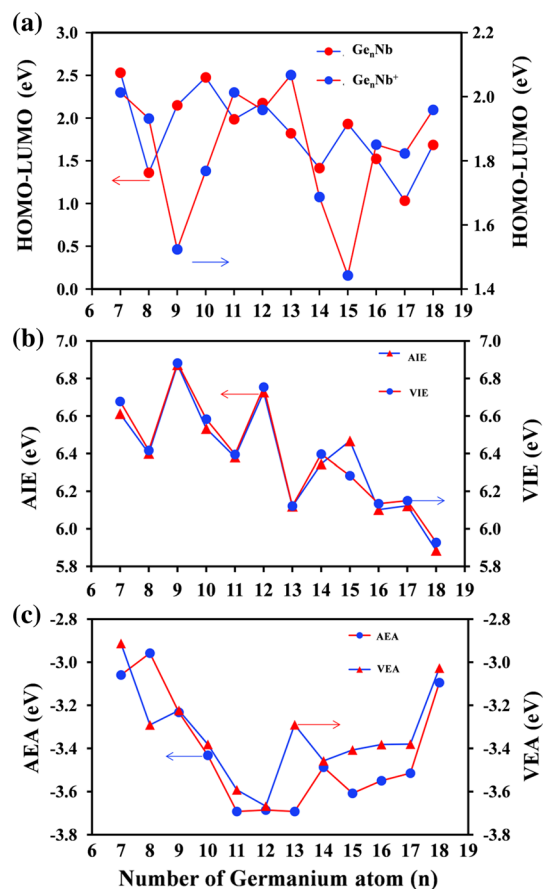 (a)
3.0
2.5
2.0
1.5
1.0
0.5
0.0
HOMO-LUMO (eV)
GenNb
GenNb+
2.2
2.0
1.8
1.6
1.4
HOMO-LUMO (eV)
6 7 8 9 10 11 12 13 14 15 16 17 18 19
(b)
7.0
6.8
6.6
6.4
6.2
6.0
5.8
AIE (eV)
AIE
VIE
7.0
6.8
6.6
6.4
6.2
6.0
5.8
VIE (eV)
6 7 8 9 10 11 12 13 14 15 16 17 18 19
(c)
-2.8
-3.0
-3.2
-3.4
-3.6
-3.8
AEA (eV)
AEA
VEA
-2.8
-3.0
-3.2
-3.4
-3.6
-3.8
VEA (eV)
6 7 8 9 10 11 12 13 14 15 16 17 18 19
Number of Germanium atom (n)